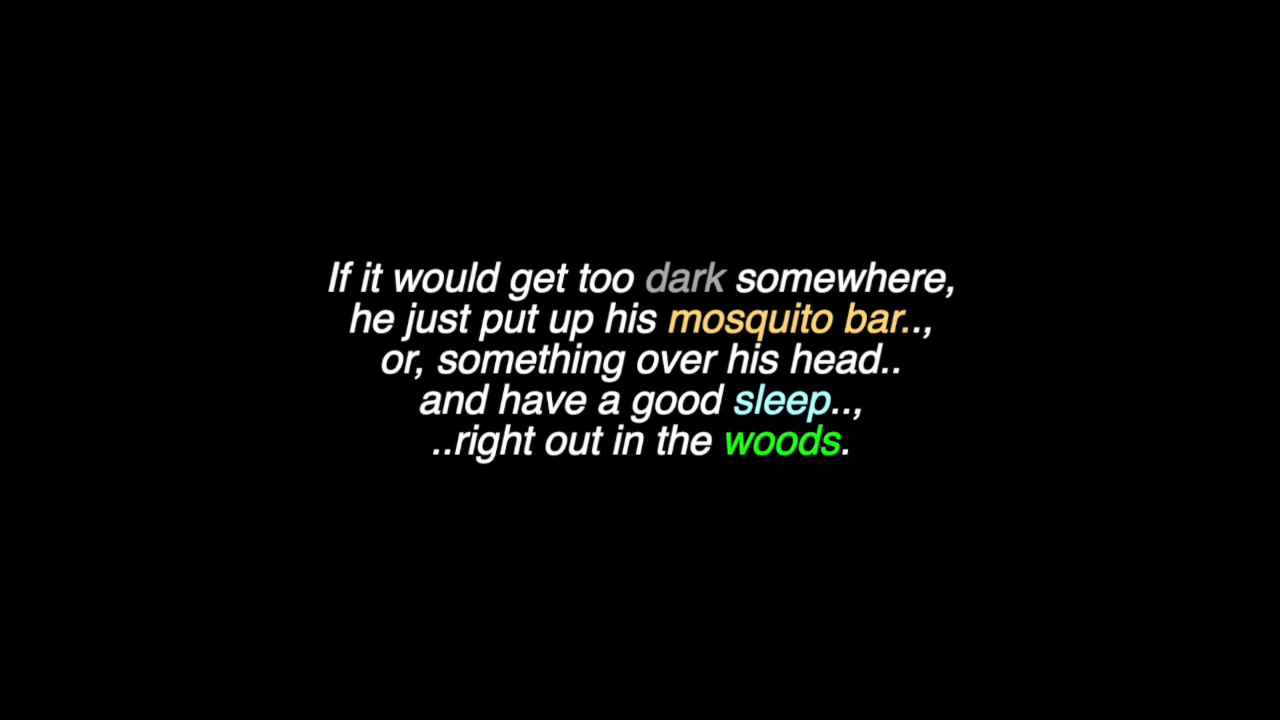 If it would get too dark somewhere,
he just put up his mosquito bar..,
or, something over his head..
and have a good sleep..,
..right out in the woods.